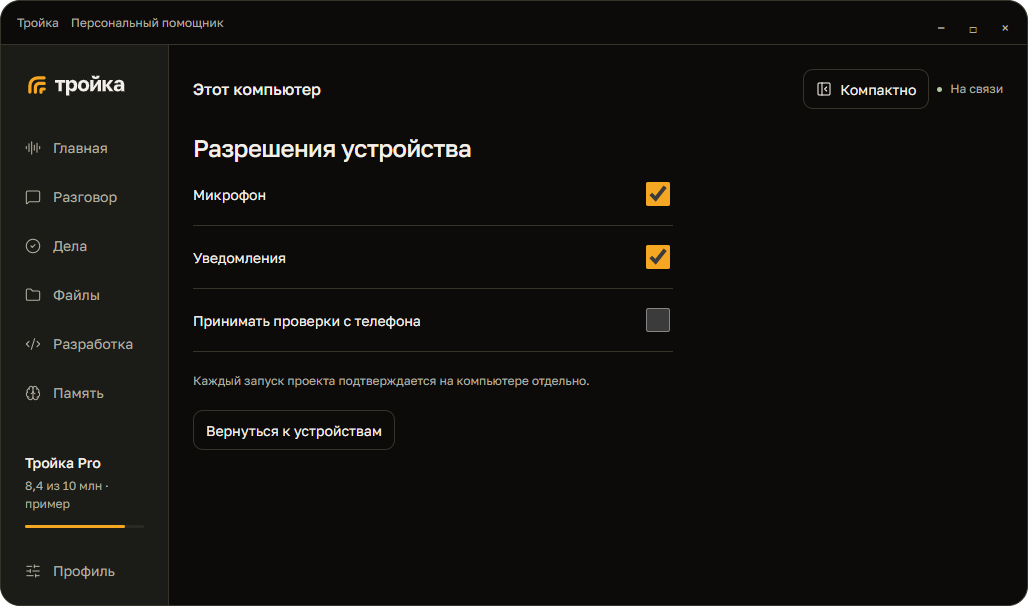 Тройка Персональный помощник
тройка
Главная
Разговор
Дела
Файлы
Разработка
Память
Тройка Pro
8,4 из 10 млн ·
пример
Профиль
Этот компьютер
Компактно
На связи
Разрешения устройства
Микрофон
Уведомления
Принимать проверки с телефона
Каждый запуск проекта подтверждается на компьютере отдельно.
Вернуться к устройствам